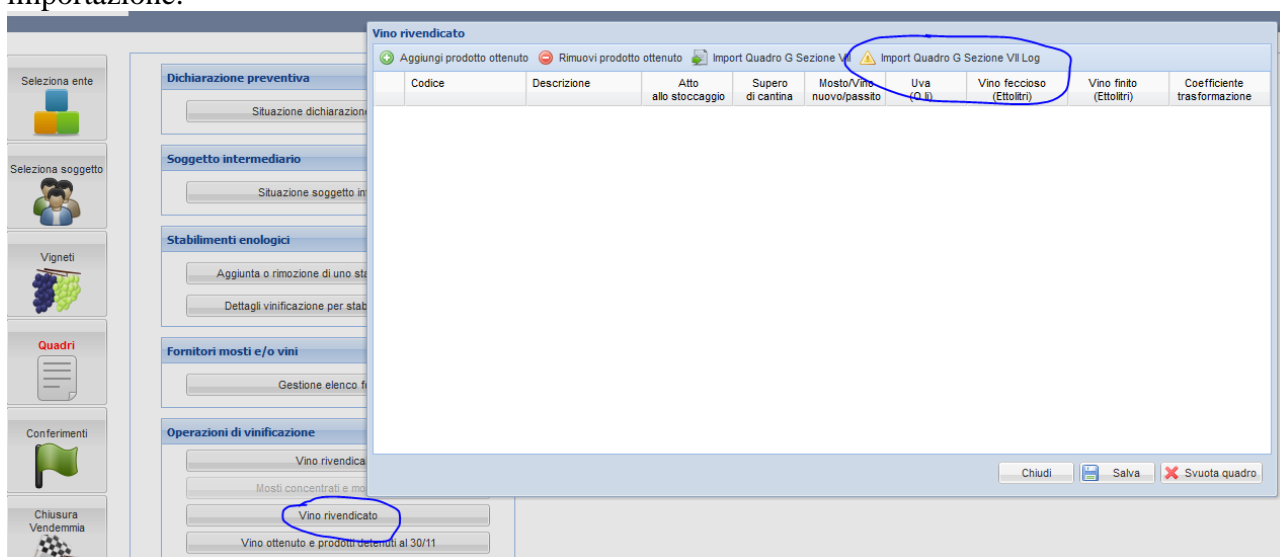 Vino rivendicato
Aggiungi prodotto ottenuto Rimuovi prodotto ottenuto Import Quadro G Sezione VII Import Quadro G Sezione VII Log
Codice Descrizione Atto allo stoccaggio Supero di cantina Mosto/Vino nuovo/passito Uva (Q.li) Vino feccioso (Ettolitri) Vino finito (Ettolitri) Coefficiente trasformazione
Chiudi Salva Svuota quadro
Seleziona ente
Seleziona soggetto
Vigneti
Quadri
Conferimenti
Chiusura
Vendemmia
Dichiarazione preventiva
Situazione dichiarazion
Soggetto intermediario
Situazione soggetto in
Stabilimenti enologici
Aggiunta o rimozione di uno sta
Dettagli vinificazione per stab
Fornitori mosti e/o vini
Gestione elenco f
Operazioni di vinificazione
Vino rivendica
Mosti concentrati e mo
Vino rivendicato
Vino ottenuto e prodotti detenuti al 30/11